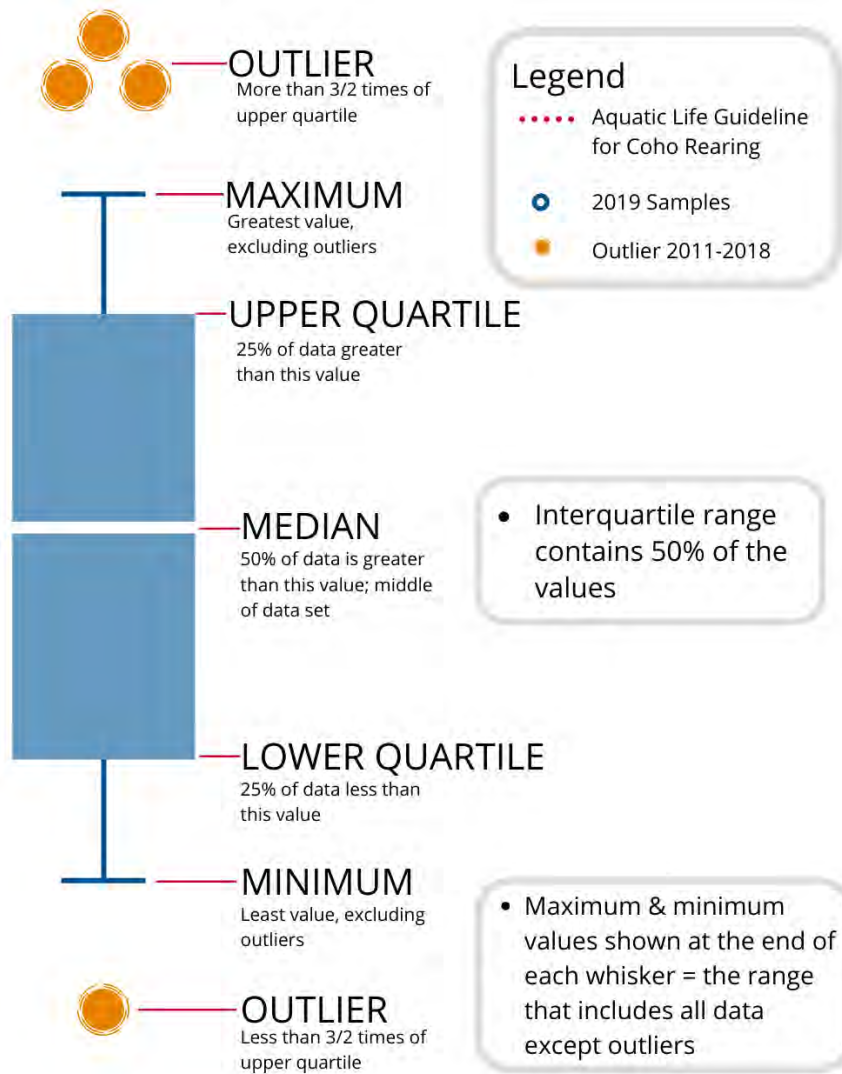 OUTLIER
More than 3/2 times of
upper quartile
Legend
Aquatic Life Guideline
for Coho Rearing
2019 Samples
Outlier 2011-2018
MAXIMUM
Greatest value,
excluding outliers
UPPER QUARTILE
25% of data greater
than this value
MEDIAN
50% of data is greater
than this value; middle
of data set
• Interquartile range
contains 50% of the
values
LOWER QUARTILE
25% of data less than
this value
MINIMUM
Least value, excluding
outliers
• Maximum & minimum
values shown at the end of
each whisker = the range
that includes all data
except outliers
OUTLIER
Less than 3/2 times of
upper quartile